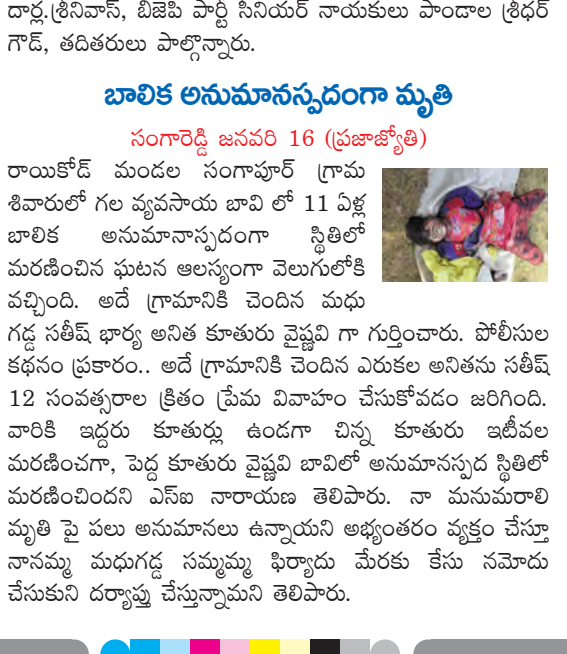 దార్ల.శ్రీనివాస్, బిజెపి పార్టీ సీనియర్ నాయకులు పొందాల శ్రీధర్
గౌడ్, తదితరులు పాల్గొన్నారు.
బాలిక అనుమానస్పదంగా మృతి
సంగారెడ్డి జనవరి 16 (ప్రజాజ్యోతి)
రాయికోడ్ మండల సంగాపూర్ గ్రామ
శివారులో గల వ్యవసాయ బావి లో 11 ఏళ్ల
బాలిక అనుమానాస్పదంగా స్థితిలో
మరణించిన ఘటన ఆలస్యంగా వెలుగులోకి
వచ్చింది. అదే గ్రామానికి చెందిన మధు
గడ్డ సతీష్ భార్య అనిత కూతురు వైష్ణవి గా గుర్తించారు. పోలీసుల
కథనం ప్రకారం.. అదే గ్రామానికి చెందిన ఎరుకల అనితను సతీష్
12 సంవత్సరాల క్రితం ప్రేమ వివాహం చేసుకోవడం జరిగింది.
వారికి ఇద్దరు కూతుర్లు ఉండగా చిన్న కూతురు ఇటీవల
మరణించగా, పెద్ద కూతురు వైష్ణవి బావిలో అనుమానస్పద స్థితిలో
మరణించిందని ఎస్ఐ నారాయణ తెలిపారు. నా మనుమరాలి
మృతి పై పలు అనుమానలు ఉన్నాయని అభ్యంతరం వ్యక్తం చేస్తూ
నానమ్మ మధుగడ్డ సమ్మమ్మ ఫిర్యాదు మేరకు కేసు నమోదు
చేసుకుని దర్యాప్తు చేస్తున్నామని తెలిపారు.